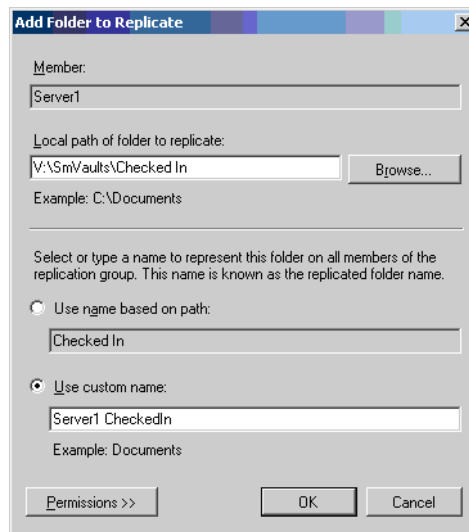 Add Folder to Replicate
Member:
Server1
Local path of folder to replicate:
V:\SmVaults\Checked In
Browse...
Example: C:\Documents
Select or type a name to represent this folder on all members of the
replication group. This name is known as the replicated folder name.
Use name based on path:
Checked In
Use custom name:
Server1 CheckedIn
Example: Documents
Permissions >>
OK
Cancel